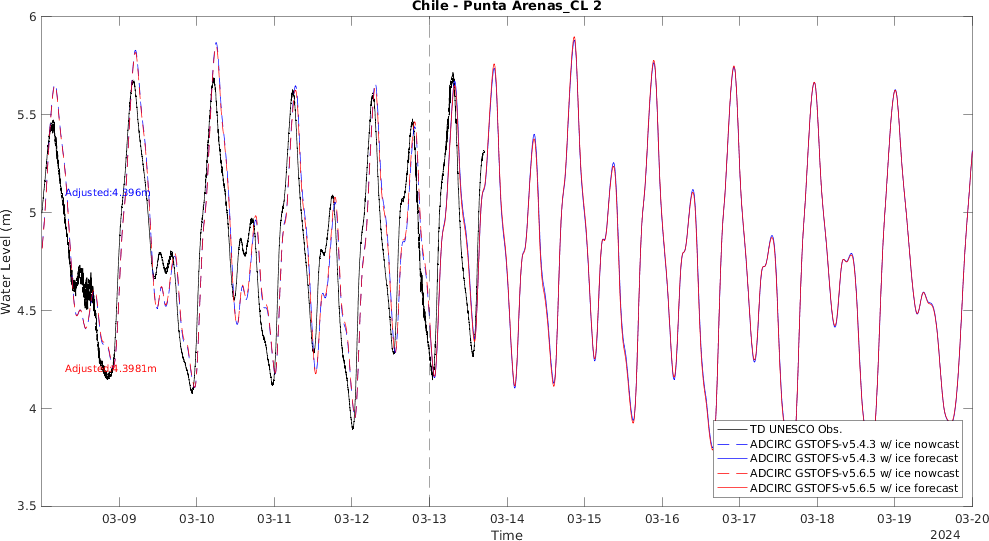 Chile - Punta Arenas_CL 2
Water Level (m)
6
5.5
5
4.5
4
3.5
Adjusted:4.396m
Adjusted:4.3981m
TD UNESCO Obs.
ADCIRC GSTOFS-v5.4.3 w/ ice nowcast
ADCIRC GSTOFS-v5.4.3 w/ ice forecast
ADCIRC GSTOFS-v5.6.5 w/ ice nowcast
ADCIRC GSTOFS-v5.6.5 w/ ice forecast
03-09 03-10 03-11 03-12 03-13 03-14 03-15 03-16 03-17 03-18 03-19 03-20
Time
2024